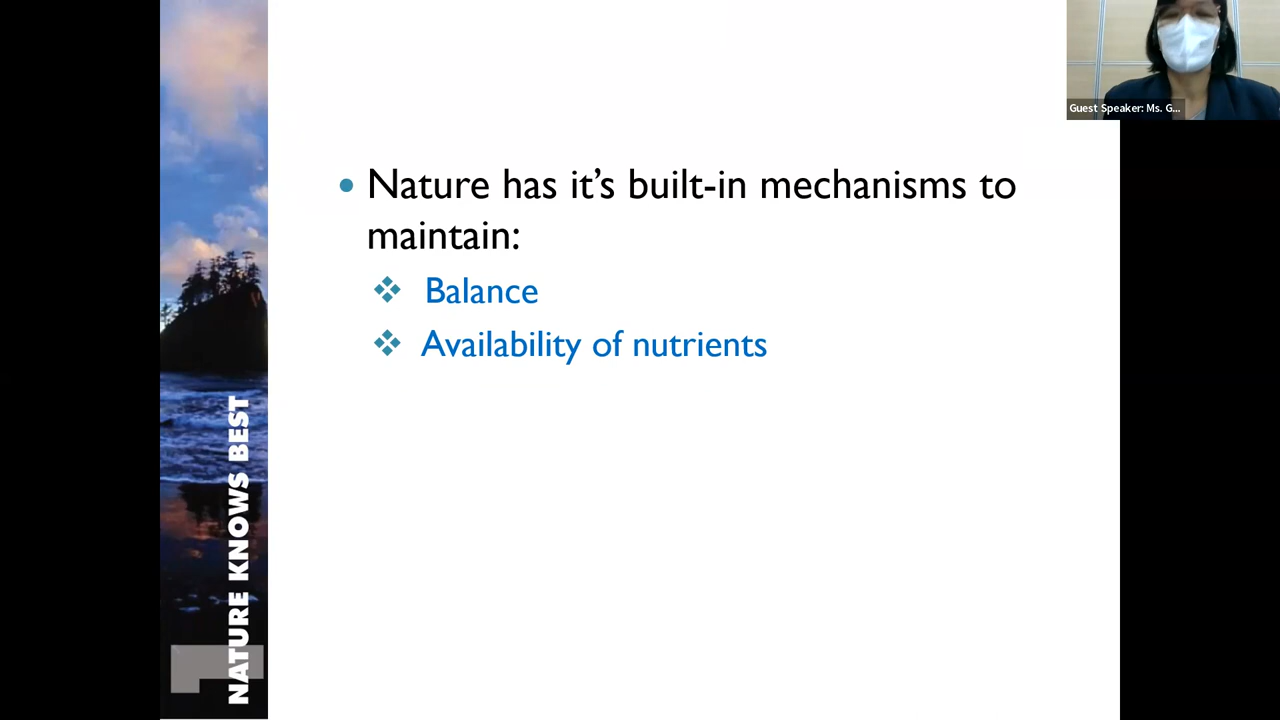 Guest Speaker: Ms. G...
• Nature has it’s built-in mechanisms to
maintain:
❖ Balance
❖ Availability of nutrients
NATURE KNOWS BEST